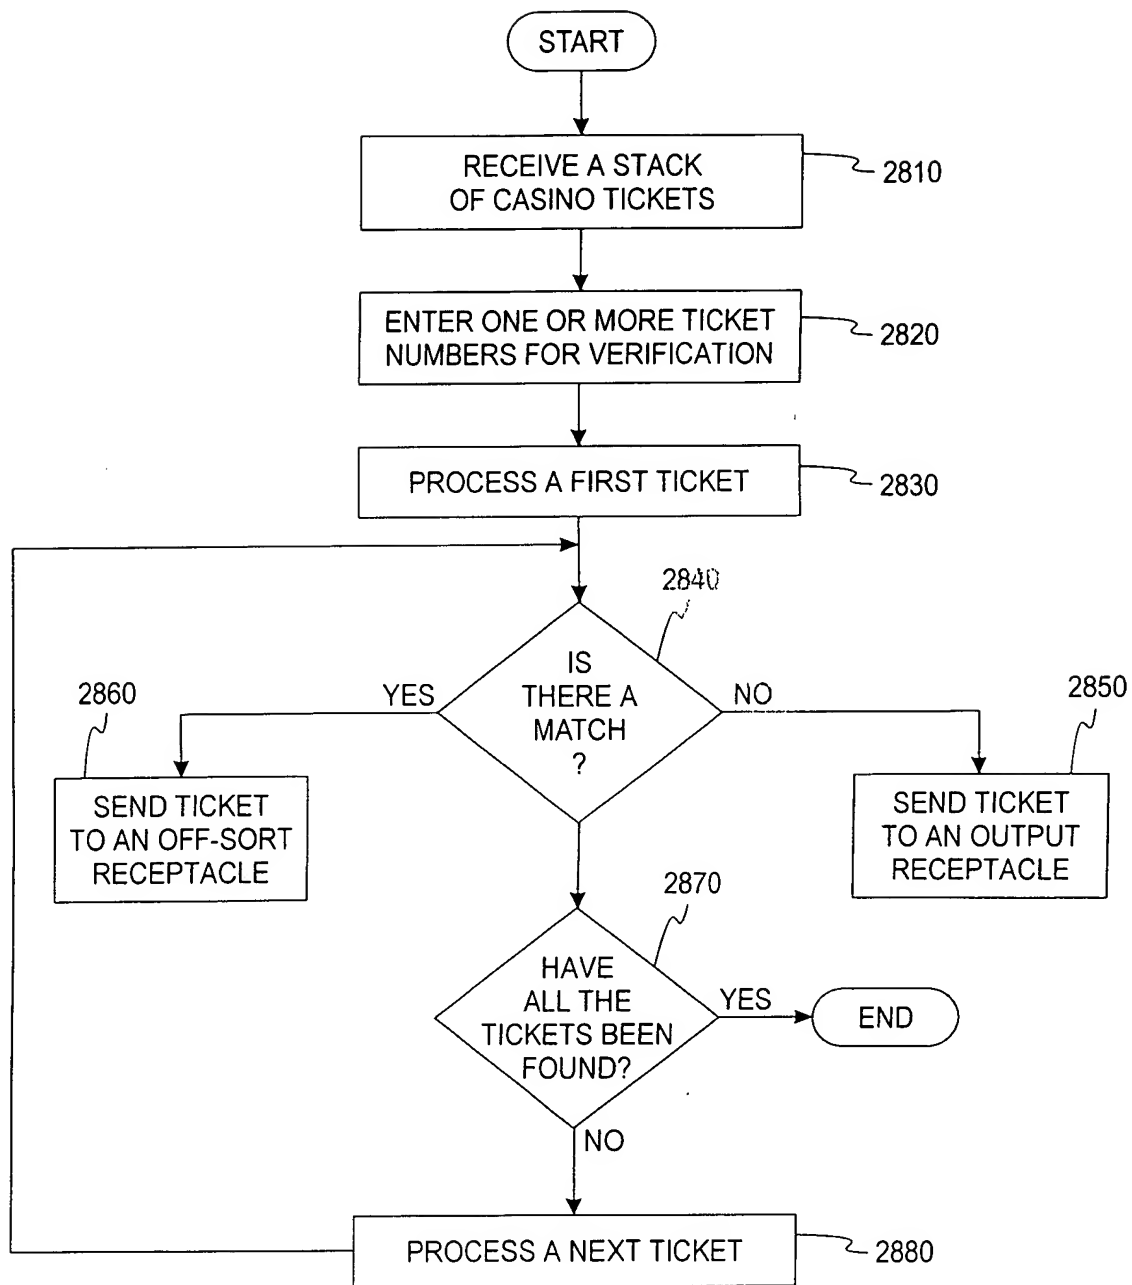 START
RECEIVE A STACK
OF CASINO TICKETS
2810
ENTER ONE OR MORE TICKET
NUMBERS FOR VERIFICATION
2820
PROCESS A FIRST TICKET
2830
2840
IS
THERE A
MATCH
?
YES
NO
2860
SEND TICKET
TO AN OFF-SORT
RECEPTACLE
2850
SEND TICKET
TO AN OUTPUT
RECEPTACLE
2870
HAVE
ALL THE
TICKETS BEEN
FOUND?
YES
END
NO
PROCESS A NEXT TICKET
2880